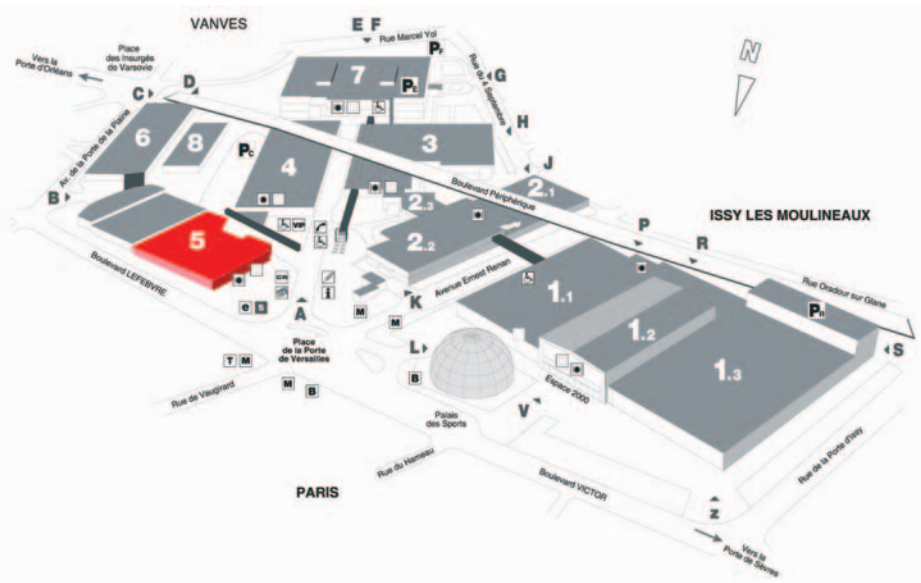 VANVES
E F
Rue Marcel Yol
Place
des Insurgés
de Varsovie
Vers la
Porte d'Orléans
PF
7
PE
G
Rue du 4 Septembre
C
D
H
6
8
PC
4
3
J
Av. de la Porte de la Plaine
B
Boulevard Périphérique
2.1
2.3
ISSY LES MOULINEAUX
5
VIP
2.2
P
R
Boulevard LEFEBVRE
Avenue Ernest Renan
Rue Oradour sur Glane
1.1
PR
e s
i
K
A
M
M
1.2
S
Place
de la Porte
de Versailles
L
1.3
T M
B
Espace 2000
M
B
Rue de Vaugirard
V
Palais
des Sports
Rue de la Porte d'Issy
Rue du Hameau
PARIS
Boulevard VICTOR
Z
Vers la
Porte de Sèvres
N